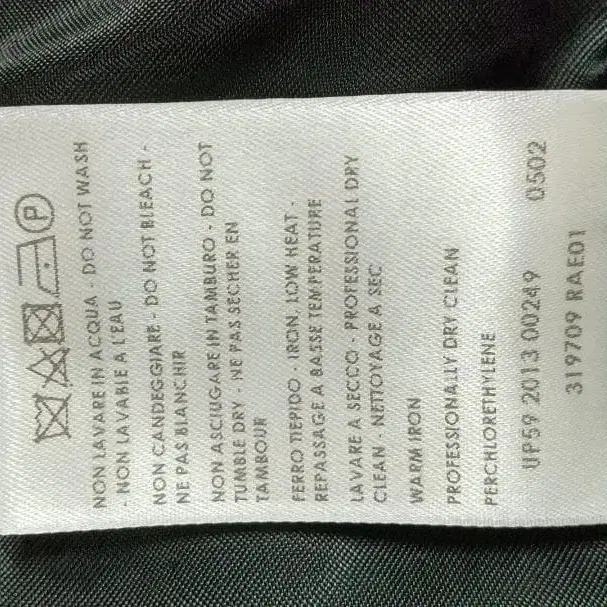 P
NON LAVARE IN ACQUA - DO NOT WASH
- NON LAVABLE A L'EAU
NON CANDEGGIARE - DO NOT BLEACH -
NE PAS BLANCHIR
NON ASCIUGARE IN TAMBURO - DO NOT
TUMBLE DRY - NE PAS SECHER EN
TAMBOUR
FERRO TIEPIDO - IRON, LOW HEAT -
REPASSAGE A BASSE TEMPERATURE
LAVARE A SECCO - PROFESSIONAL DRY
CLEAN - NETTOYAGE A SEC
WARM IRON
PROFESSIONALLY DRY CLEAN
PERCHLORETHYLENE
UP59 2013 00249 0502
319709 RAED1